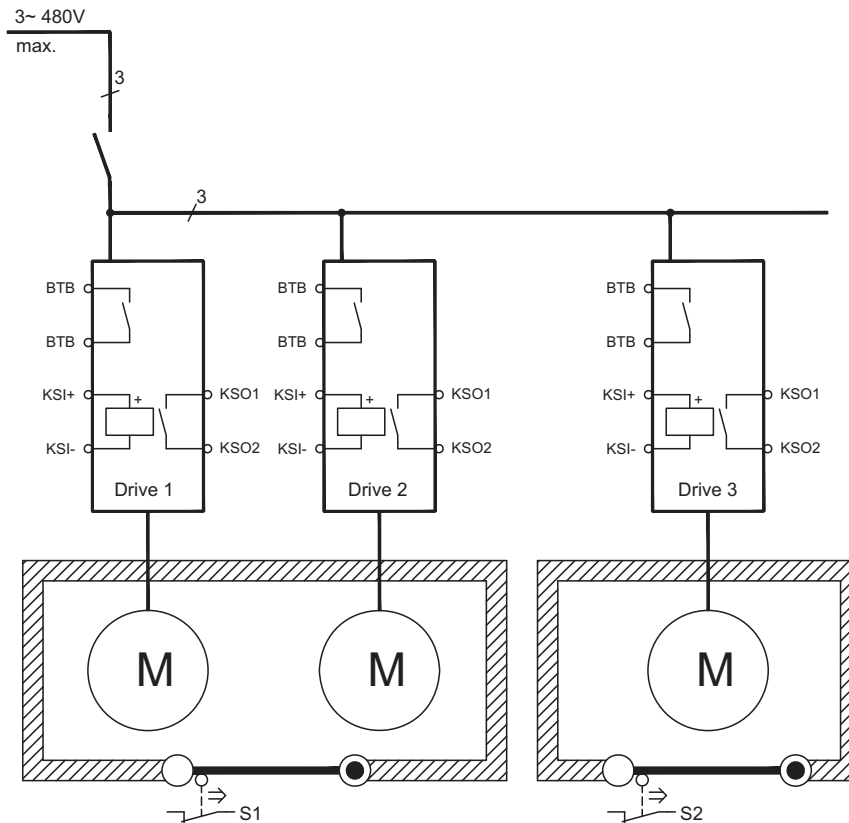 3~ 480V
max.
3
3
BTB
BTB
KSI+
+
KSO1
KSI-
KSO2
Drive 1
BTB
BTB
KSI+
+
KSO1
KSI-
KSO2
Drive 2
BTB
BTB
KSI+
+
KSO1
KSI-
KSO2
Drive 3
M
M
M
S1
S2